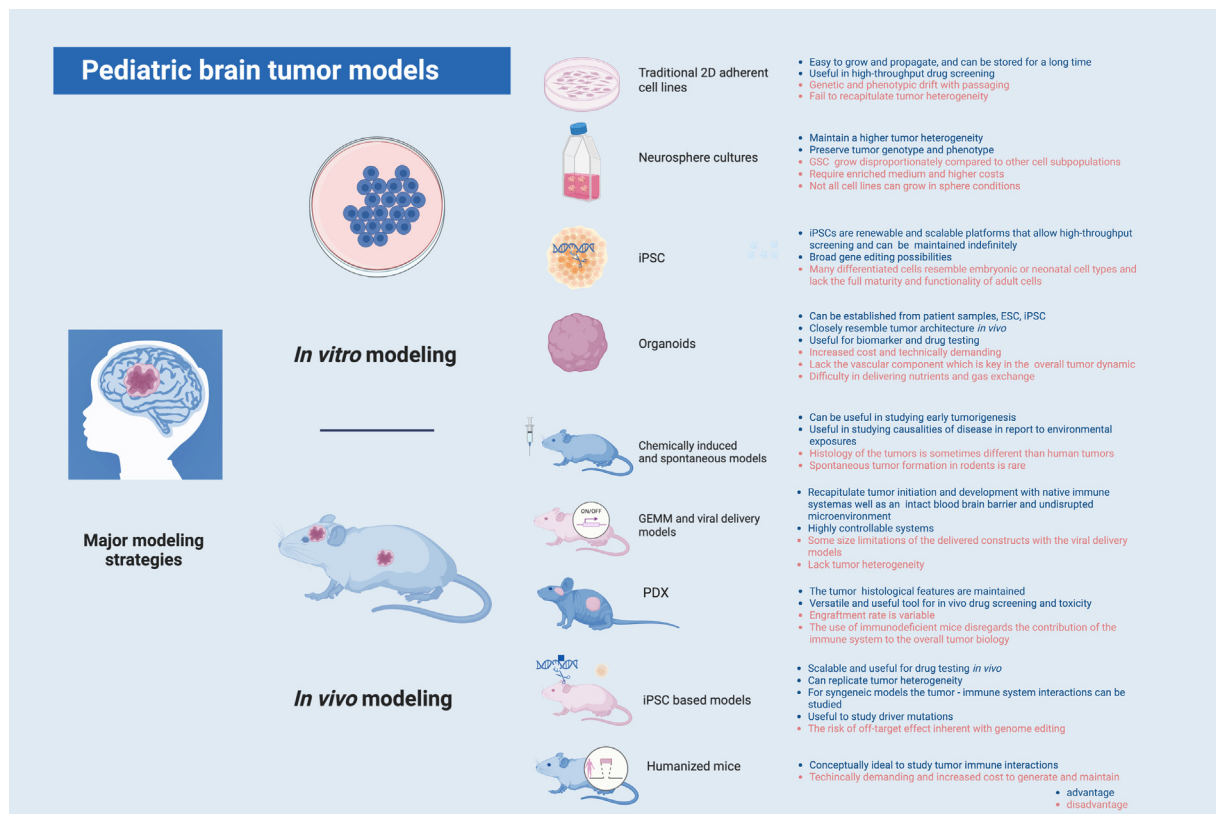 Pediatric brain tumor models
Major modeling
strategies
In vitro modeling
In vivo modeling
Traditional 2D adherent
cell lines
• Easy to grow and propagate, and can be stored for a long time
• Useful in high-throughput drug screening
• Genetic and phenotypic drift with passaging
• Fail to recapitulate tumor heterogeneity
Neurosphere cultures
• Maintain a higher tumor heterogeneity
• Preserve tumor genotype and phenotype
• GSC grow disproportionately compared to other cell subpopulations
• Require enriched medium and higher costs
• Not all cell lines can grow in sphere conditions
iPSC
• iPSCs are renewable and scalable platforms that allow high-throughput
screening and can be maintained indefinitely
• Broad gene editing possibilities
• Many differentiated cells resemble embryonic or neonatal cell types and
lack the full maturity and functionality of adult cells
Organoids
• Can be established from patient samples, ESC, iPSC
• Closely resemble tumor architecture in vivo
• Useful for biomarker and drug testing
• Increased cost and technically demanding
• Lack the vascular component which is key in the overall tumor dynamic
• Difficulty in delivering nutrients and gas exchange
Chemically induced
and spontaneous models
• Can be useful in studying early tumorigenesis
• Useful in studying causalities of disease in report to environmental
exposures
• Histology of the tumors is sometimes different than human tumors
• Spontaneous tumor formation in rodents is rare
ON/OFF
GEMM and viral delivery
models
• Recapitulate tumor initiation and development with native immune
systemas well as an intact blood brain barrier and undisrupted
microenvironment
• Highly controllable systems
• Some size limitations of the delivered constructs with the viral delivery
models
• Lack tumor heterogeneity
PDX
• The tumor histological features are maintained
• Versatile and useful tool for in vivo drug screening and toxicity
• Engraftment rate is variable
• The use of immunodeficient mice disregards the contribution of the
immune system to the overall tumor biology
iPSC based models
• Scalable and useful for drug testing in vivo
• Can replicate tumor heterogeneity
• For syngeneic models the tumor - immune system interactions can be
studied
• Useful to study driver mutations
• The risk of off-target effect inherent with genome editing
Humanized mice
• Conceptually ideal to study tumor immune interactions
• Techincally demanding and increased cost to generate and maintain
• advantage
• disadvantage